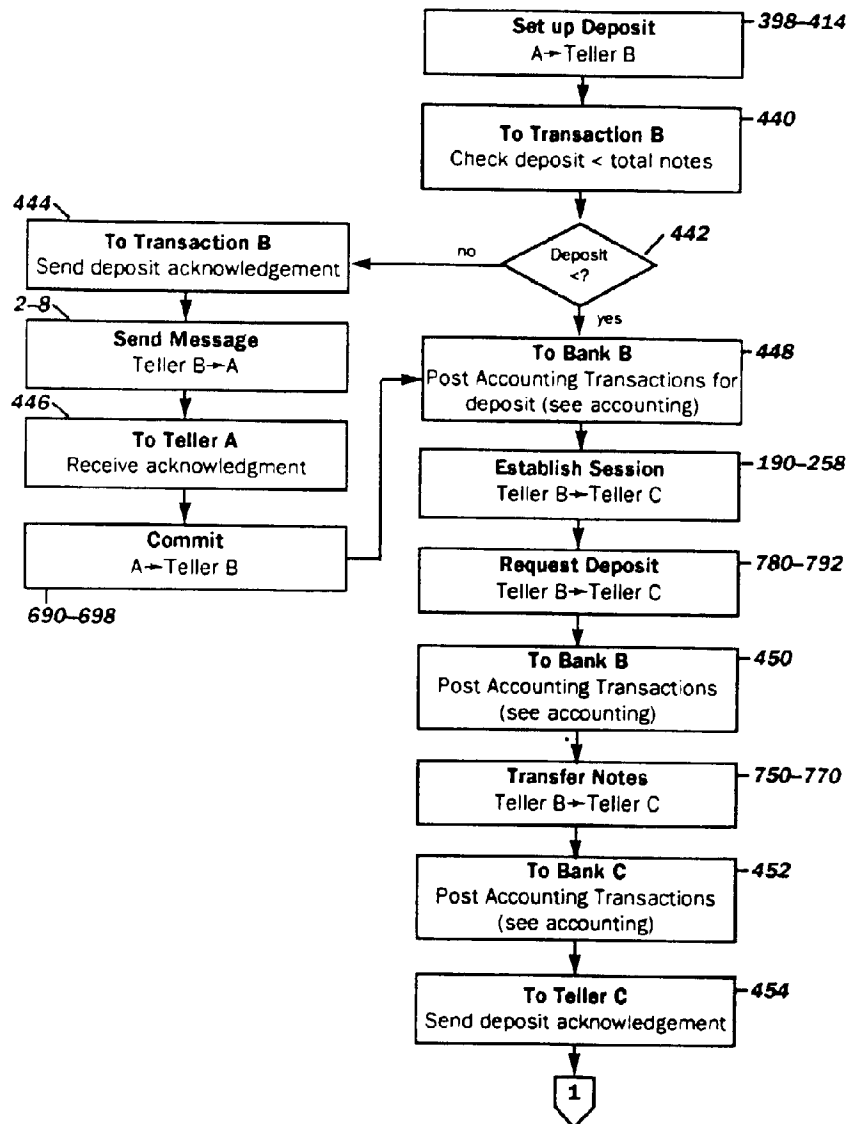 Set up Deposit
A→Teller B
398–414
To Transaction B
Check deposit < total notes
440
Deposit
<?
442
no
yes
444
To Transaction B
Send deposit acknowledgement
2–8
Send Message
Teller B→A
446
To Teller A
Receive acknowledgment
Commit
A→Teller B
690–698
To Bank B
Post Accounting Transactions for
deposit (see accounting)
448
Establish Session
Teller B→Teller C
190–258
Request Deposit
Teller B→Teller C
780–792
To Bank B
Post Accounting Transactions
(see accounting)
450
Transfer Notes
Teller B→Teller C
750–770
To Bank C
Post Accounting Transactions
(see accounting)
452
To Teller C
Send deposit acknowledgement
454
1